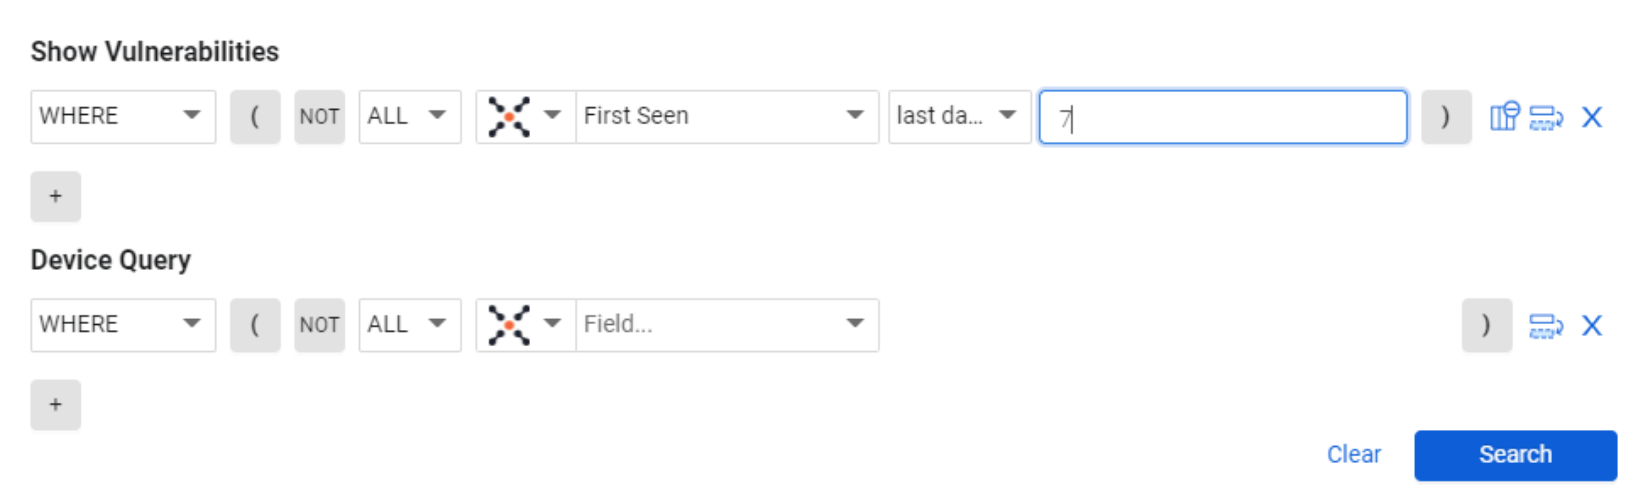 Show Vulnerabilities
WHERE ( NOT ALL First Seen last da... 7 )
+
Device Query
WHERE ( NOT ALL Field... )
+
Clear Search